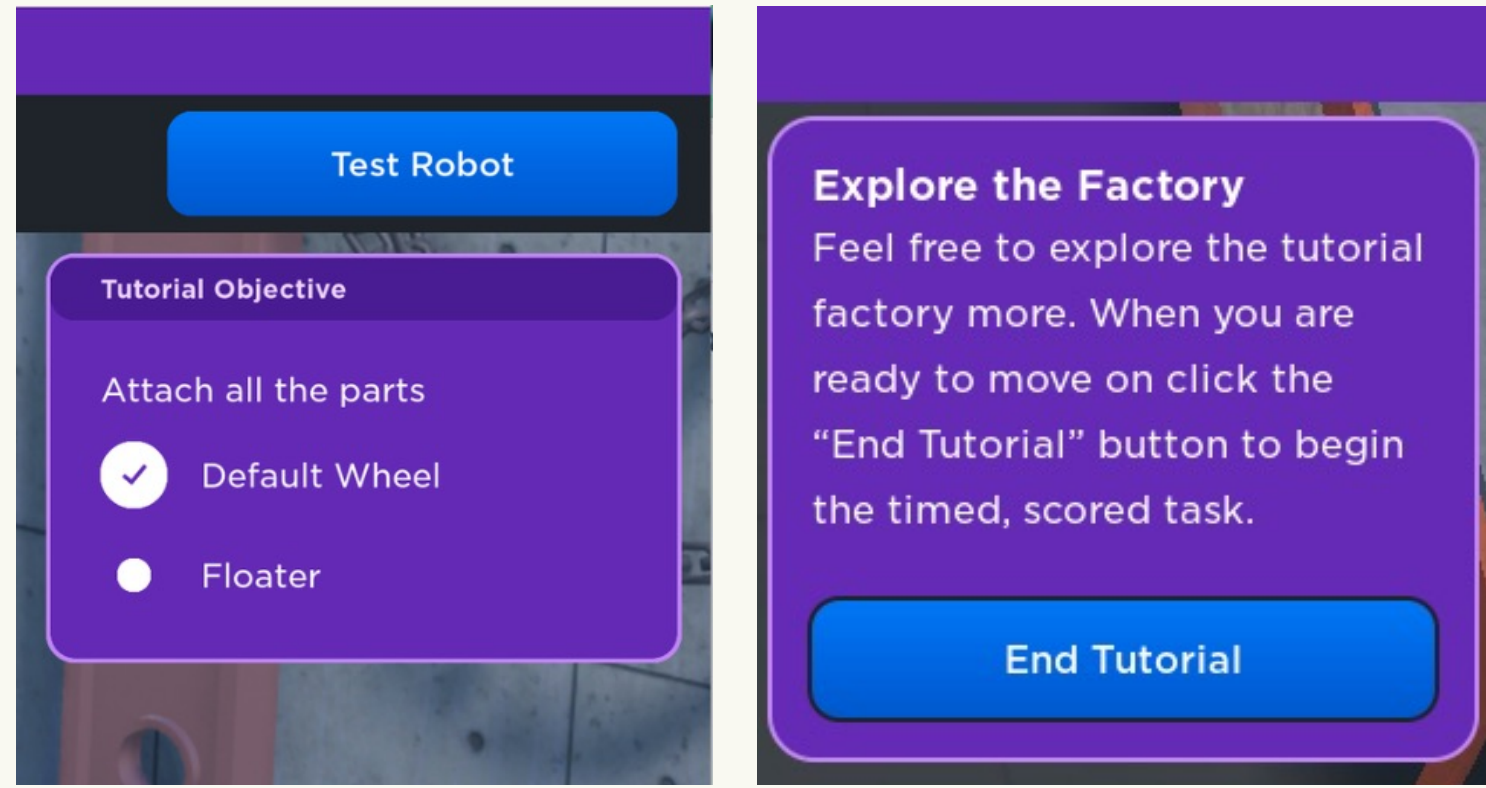 Test Robot
Tutorial Objective
Attach all the parts
Default Wheel
Floater
Explore the Factory
Feel free to explore the tutorial
factory more. When you are
ready to move on click the
“End Tutorial” button to begin
the timed, scored task.
End Tutorial